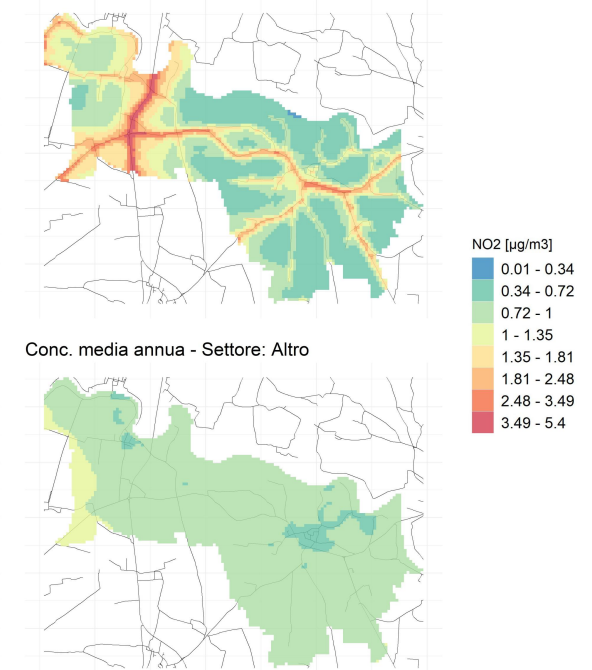 NO2 [µg/m3]
0.01 - 0.34
0.34 - 0.72
0.72 - 1
1 - 1.35
1.35 - 1.81
1.81 - 2.48
2.48 - 3.49
3.49 - 5.4
Conc. media annua - Settore: Altro